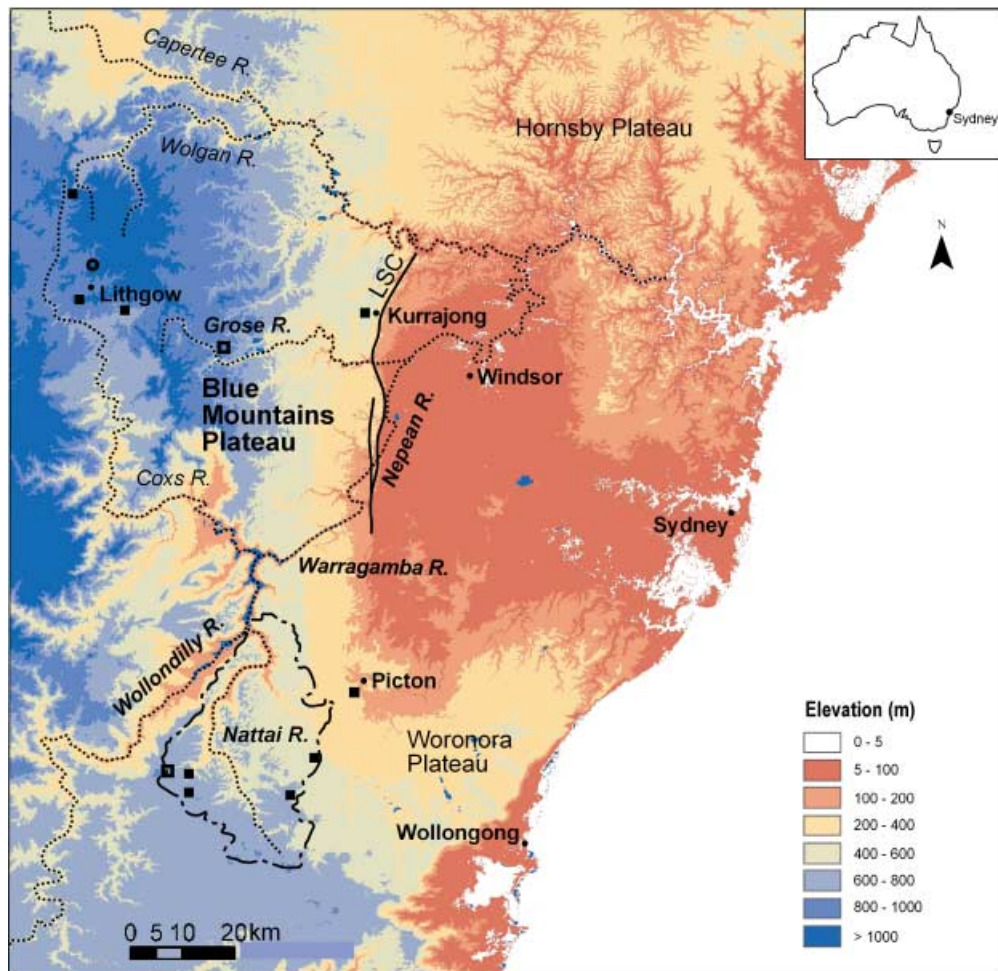 Capertee R.
Sydney
Hornsby Plateau
Wolgan R.
N
LSC
Lithgow
Kurrajong
Grose R.
Windsor
Blue
Mountains
Plateau
Nepean R.
Coxs R.
Sydney
Warragamba R.
Wollondilly R.
Picton
Nattai R.
Woronora
Plateau
Wollongong
Elevation (m)
0 - 5
5 - 100
100 - 200
200 - 400
400 - 600
600 - 800
800 - 1000
> 1000
0 5 10 20km